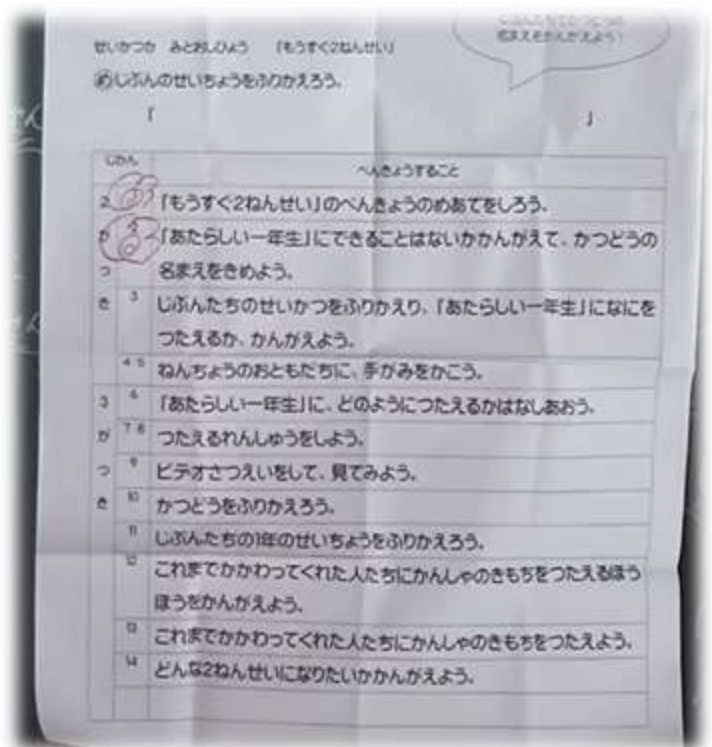 名まえをかんがえよう！
せいかつか みとおしひょう 「もうすぐ2ねんせい」
めじぶんのせいちょうをふりかえろう。
「 」
じかん べんきょうすること
2 「もうすぐ2ねんせい」のべんきょうのめあてをしろう。
が 2 「あたらしい一年生」にできることはないかかんがえて、かつどうの
つ 名まえをきめよう。
き 3 じぶんたちのせいかつをふりかえり、「あたらしい一年生」になにを
つたえるか、かんがえよう。
4 5 ねんちょうのおともだちに、手がみをかこう。
3 6 「あたらしい一年生」に、どのようにつたえるかはなしあおう。
が 7 8 つたえるれんしゅうをしよう。
つ 9 ビデオさつえいをして、見てみよう。
き 10 かつどうをふりかえろう。
11 じぶんたちの1年のせいちょうをふりかえろう。
12 これまでかかわってくれた人たちにかんしゃのきもちをつたえるほう
ほうをかんがえよう。
13 これまでかかわってくれた人たちにかんしゃのきもちをつたえよう。
14 どんな2ねんせいになりたいかかんがえよう。